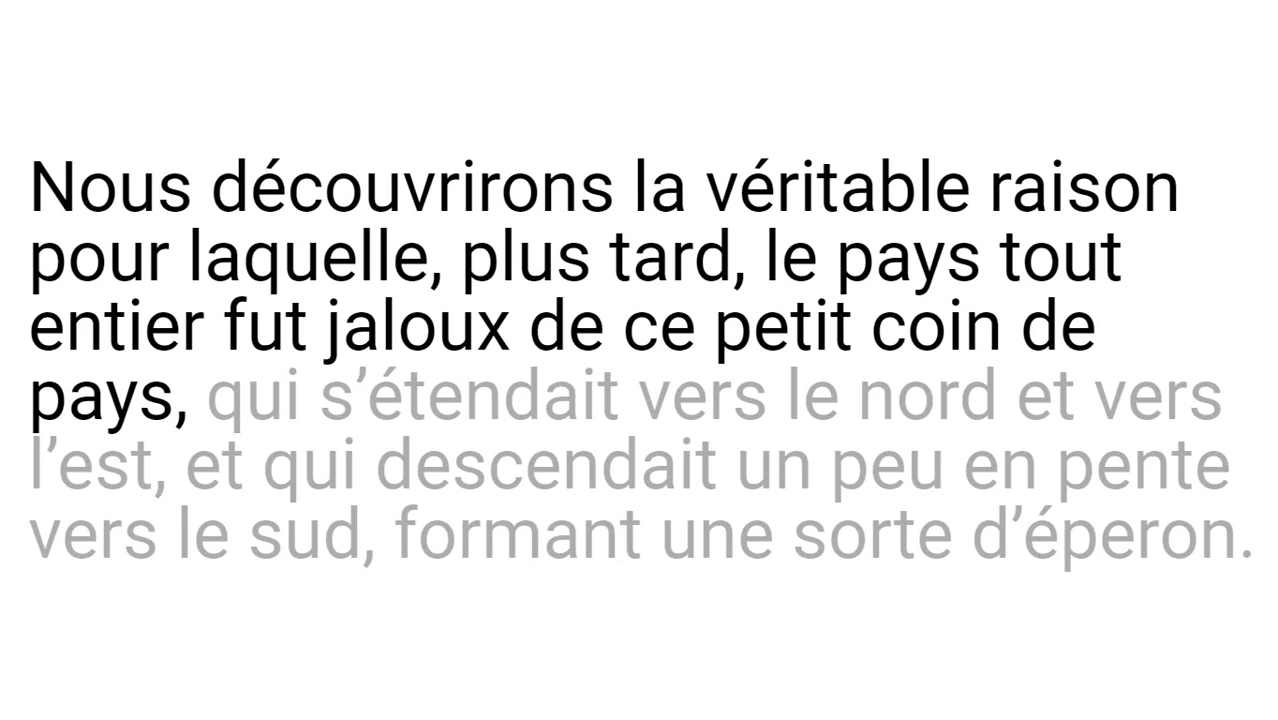 Nous découvrirons la véritable raison
pour laquelle, plus tard, le pays tout
entier fut jaloux de ce petit coin de
pays, qui s’étendait vers le nord et vers
l’est, et qui descendait un peu en pente
vers le sud, formant une sorte d’éperon.